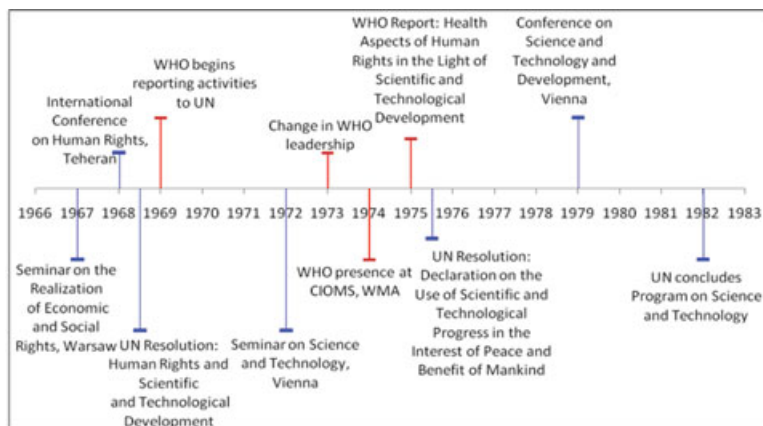 WHO begins
reporting activities
to UN
International
Conference
on Human Rights,
Teheran
Change in WHO
leadership
WHO Report: Health
Aspects of Human
Rights in the Light of
Scientific and
Technological
Development
Conference on
Science and
Technology and
Development,
Vienna
1966 1967 1968 1969 1970 1971 1972 1973 1974 1975 1976 1977 1978 1979 1980 1981 1982 1983
Seminar on the
Realization
of Economic
and Social
Rights, Warsaw
UN Resolution:
Human Rights and
Scientific
and Technological
Development
Seminar on Science
and Technology,
Vienna
WHO presence at
CIOMS, WMA
UN Resolution:
Declaration on the
Use of Scientific and
Technological
Progress in the
Interest of Peace and
Benefit of Mankind
UN concludes
Program on Science
and Technology